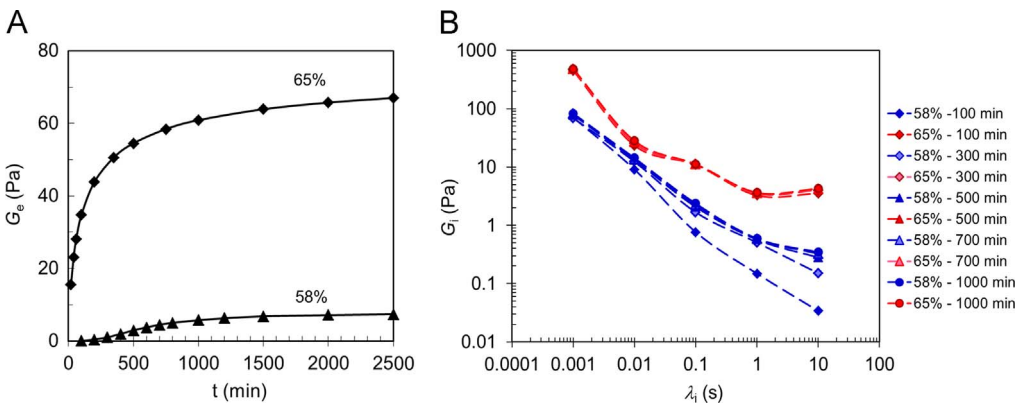 A
80
60
40
20
0
G_e (Pa)
65%
58%
0 500 1000 1500 2000 2500
t (min)
B
1000
100
10
1
0.1
0.01
G_i (Pa)
0.0001 0.001 0.01 0.1 1 10 100
λ_i (s)
58% -100 min
65% - 100 min
58% - 300 min
65% - 300 min
58% - 500 min
65% - 500 min
58% - 700 min
65% - 700 min
58% - 1000 min
65% - 1000 min